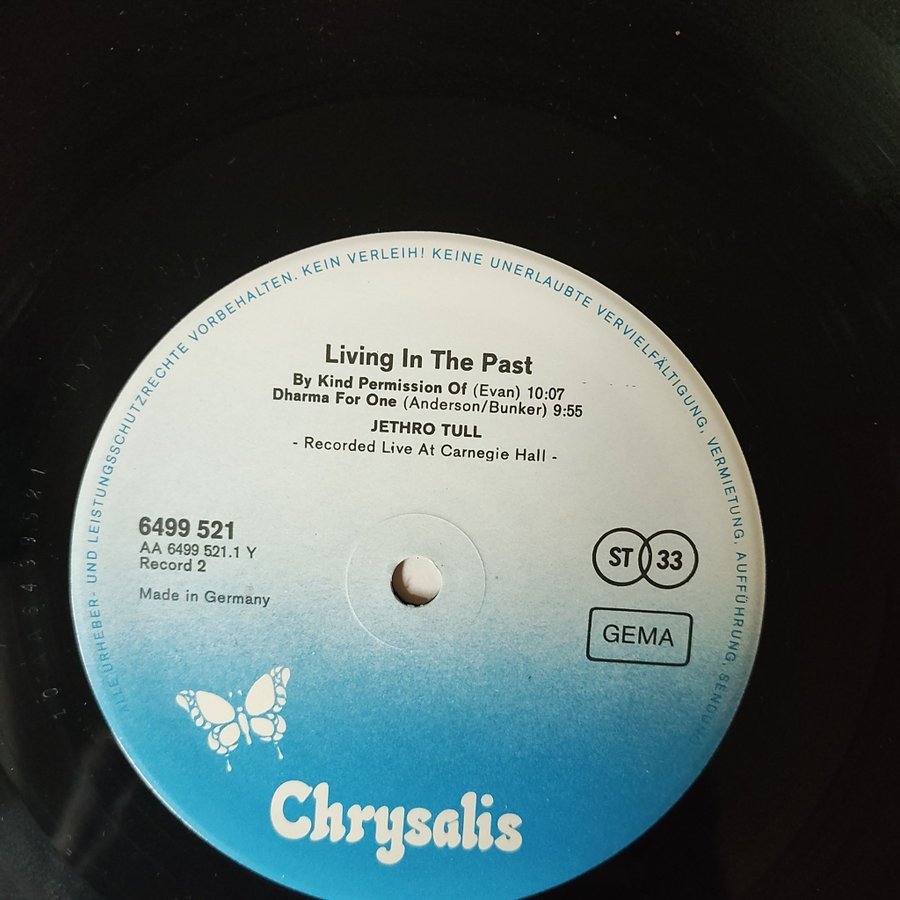 ALLE URHEBER- UND LEISTUNGSSCHUTZRECHTE VORBEHALTEN. KEIN VERLEIH! KEINE UNERLAUBTE VERVIELFÄLTIGUNG, VERMIETUNG, AUFFÜHRUNG, SENDUNG
Living In The Past
By Kind Permission Of (Evan) 10:07
Dharma For One (Anderson/Bunker) 9:55
JETHRO TULL
- Recorded Live At Carnegie Hall -
6499 521
AA 6499 521.1 Y
Record 2
Made in Germany
ST 33
GEMA
Chrysalis